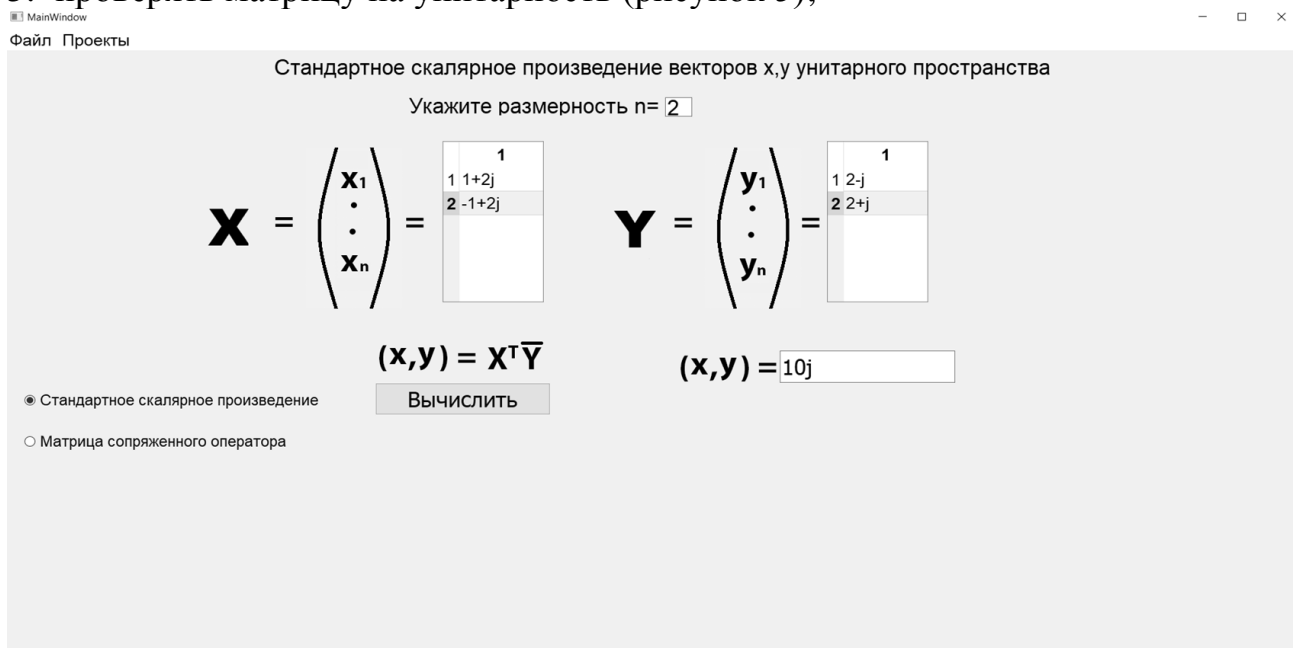 3. проверять матрицу на унитарность (рисунок 3);
MainWindow
Файл Проекты
Стандартное скалярное произведение векторов x,y унитарного пространства
Укажите размерность n= 2
X = ( x1 . . xn ) =
1
1 1+2j
2 -1+2j
Y = ( y1 . . yn ) =
1
1 2-j
2 2+j
(x,y) = XᵀȲ
(x,y) = 10j
Стандартное скалярное произведение
Вычислить
Матрица сопряженного оператора